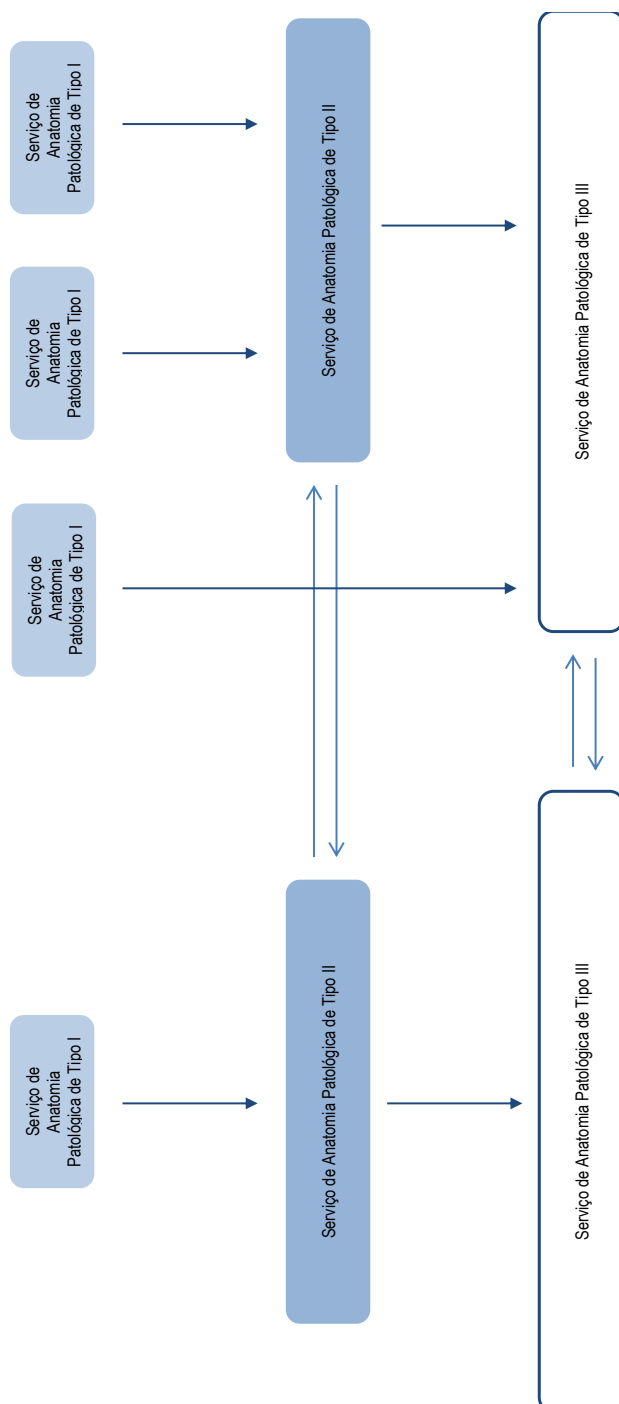 Serviço de
Anatomia
Patológica de Tipo I
Serviço de
Anatomia
Patológica de Tipo I
Serviço de
Anatomia
Patológica de Tipo I
Serviço de
Anatomia
Patológica de Tipo I
Serviço de Anatomia Patológica de Tipo II
Serviço de Anatomia Patológica de Tipo II
Serviço de Anatomia Patológica de Tipo III
Serviço de Anatomia Patológica de Tipo III